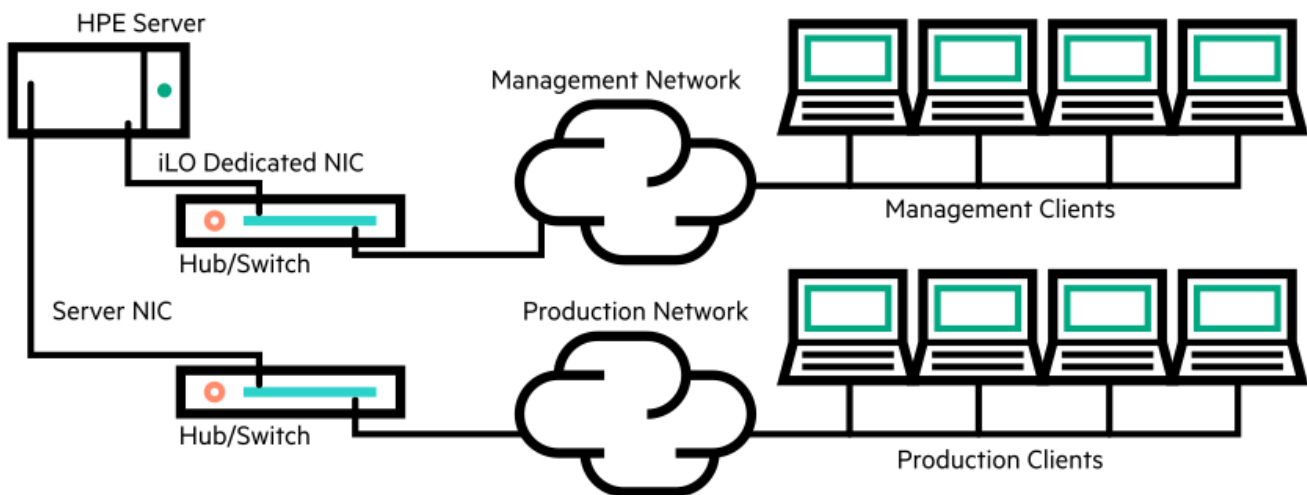 HPE Server
Management Network
iLO Dedicated NIC
Management Clients
Hub/Switch
Server NIC
Production Network
Hub/Switch
Production Clients